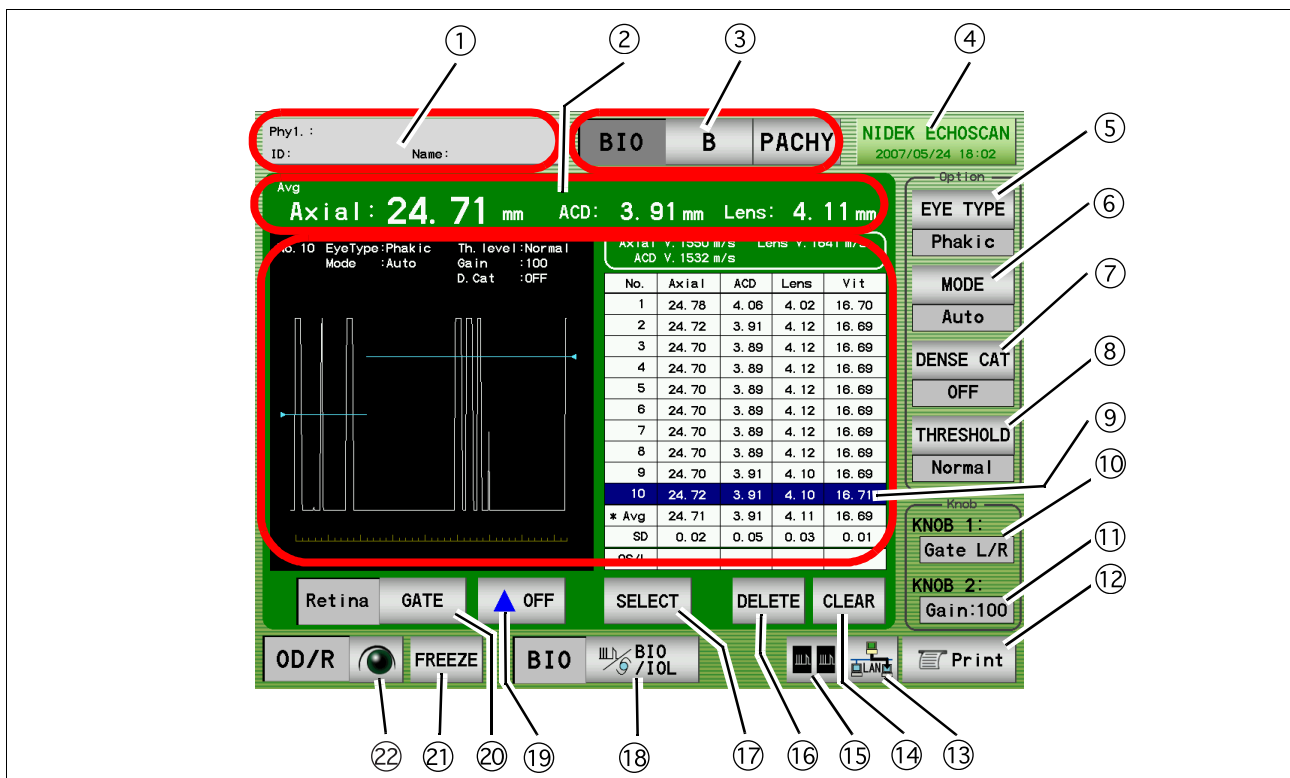 ① ② ③ ④
Phy1. :
ID: Name:
BIO B PACHY
NIDEK ECHOSCAN
2007/05/24 18:02
⑤
Avg
Axial: 24. 71 mm ACD: 3. 91 mm Lens: 4. 11 mm
Option
EYE TYPE
Phakic
⑥
No. 10 EyeType:Phakic Th. level:Normal
Mode :Auto Gain :100
D. Cat :OFF
Axial V. 1550 m/s Lens V. 1641 m/s
ACD V. 1532 m/s
MODE
Auto
⑦
No. Axial ACD Lens Vit
1 24. 78 4. 06 4. 02 16. 70
2 24. 72 3. 91 4. 12 16. 69
3 24. 70 3. 89 4. 12 16. 69
4 24. 70 3. 89 4. 12 16. 69
5 24. 70 3. 89 4. 12 16. 69
6 24. 70 3. 89 4. 12 16. 69
7 24. 70 3. 89 4. 12 16. 69
8 24. 70 3. 89 4. 12 16. 69
9 24. 70 3. 91 4. 10 16. 69
10 24. 72 3. 91 4. 10 16. 71
* Avg 24. 71 3. 91 4. 11 16. 69
SD 0. 02 0. 05 0. 03 0. 01
DENSE CAT
OFF
⑧
THRESHOLD
Normal
⑨
⑩
Knob
KNOB 1:
Gate L/R
⑪
KNOB 2:
Gain:100
⑫
Retina GATE OFF SELECT DELETE CLEAR
OD/R FREEZE BIO BIO
/IOL
LAN Print
㉒ ㉑ ⑳ ⑲ ⑱ ⑰ ⑯ ⑮ ⑭ ⑬